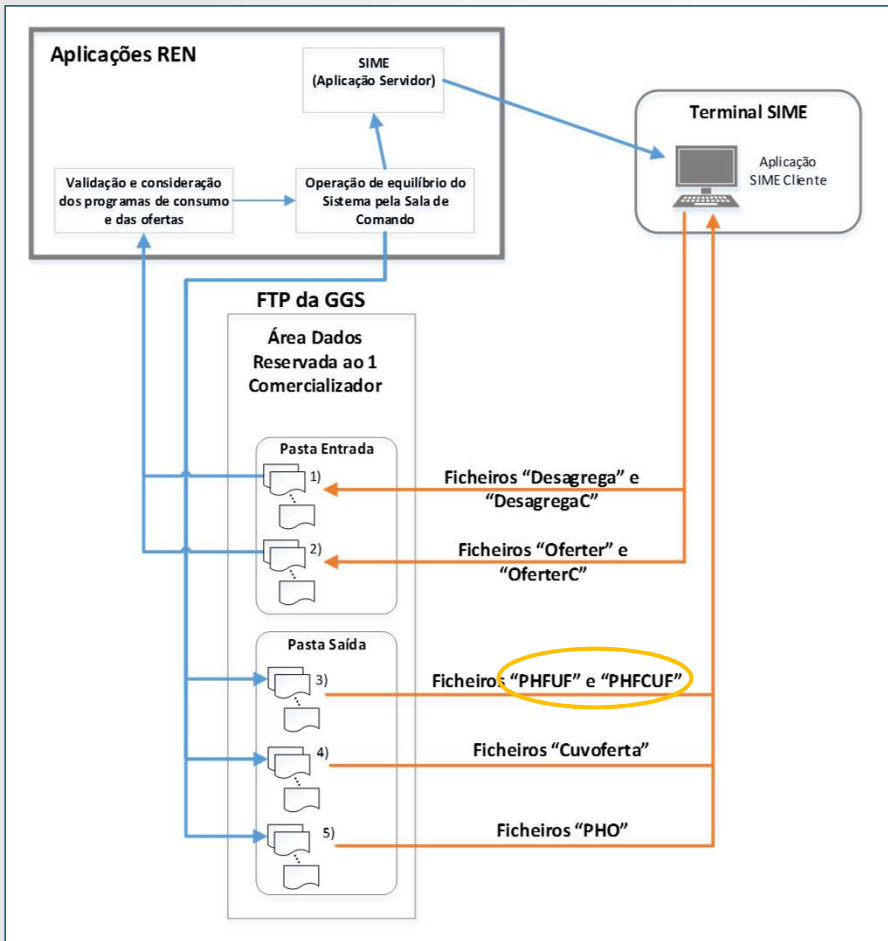 Aplicações REN
SIME
(Aplicação Servidor)
Validação e consideração
dos programas de consumo
e das ofertas
Operação de equilíbrio do
Sistema pela Sala de
Comando
Terminal SIME
Aplicação
SIME Cliente
FTP da GGS
Área Dados
Reservada ao 1
Comercializador
Pasta Entrada
1)
Ficheiros “Desagrega” e
“DesagregaC”
2)
Ficheiros “Oferter” e
“OferterC”
Pasta Saída
3)
Ficheiros “PHFUF” e “PHFCUF”
4)
Ficheiros “Cuvoferta”
5)
Ficheiros “PHO”